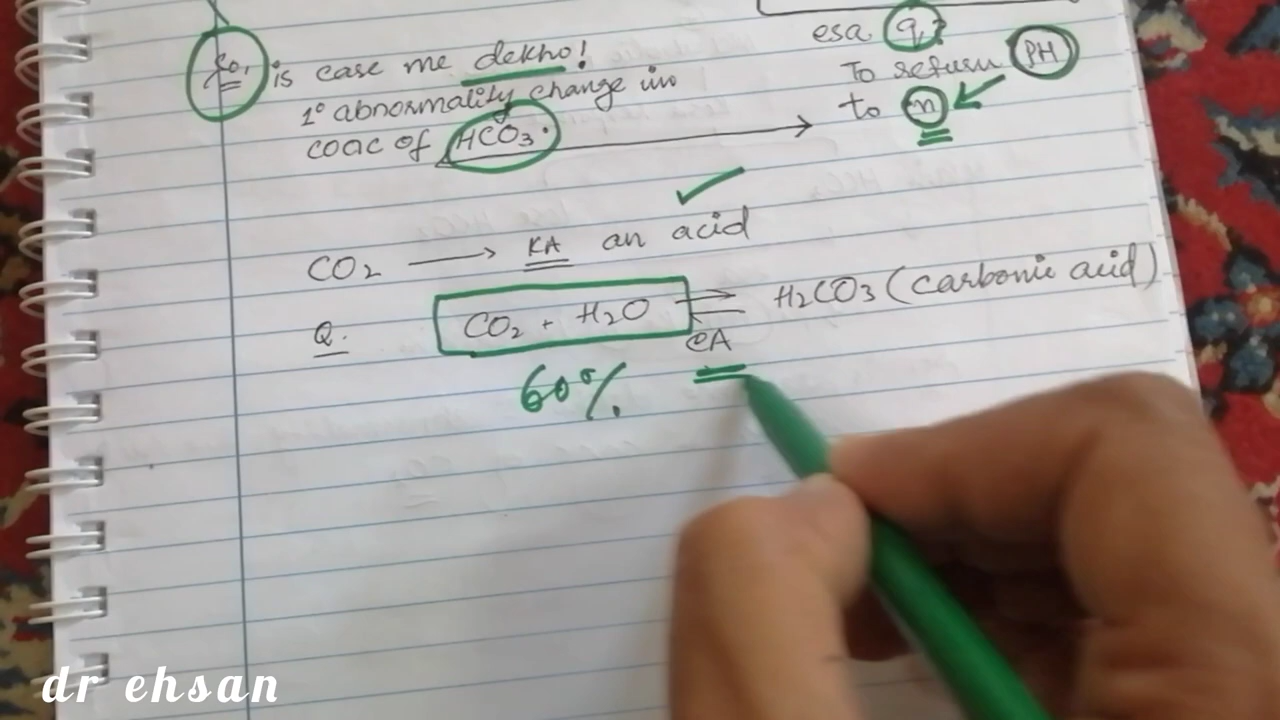 So, is case me dekho!
1° abnormality change in
conc of HCO3.
esa q?
To return PH
to n
CO2 → KA an acid
Q. CO2 + H2O ⇌ H2CO3 (carbonic acid)
CA
60%
dr ehsan